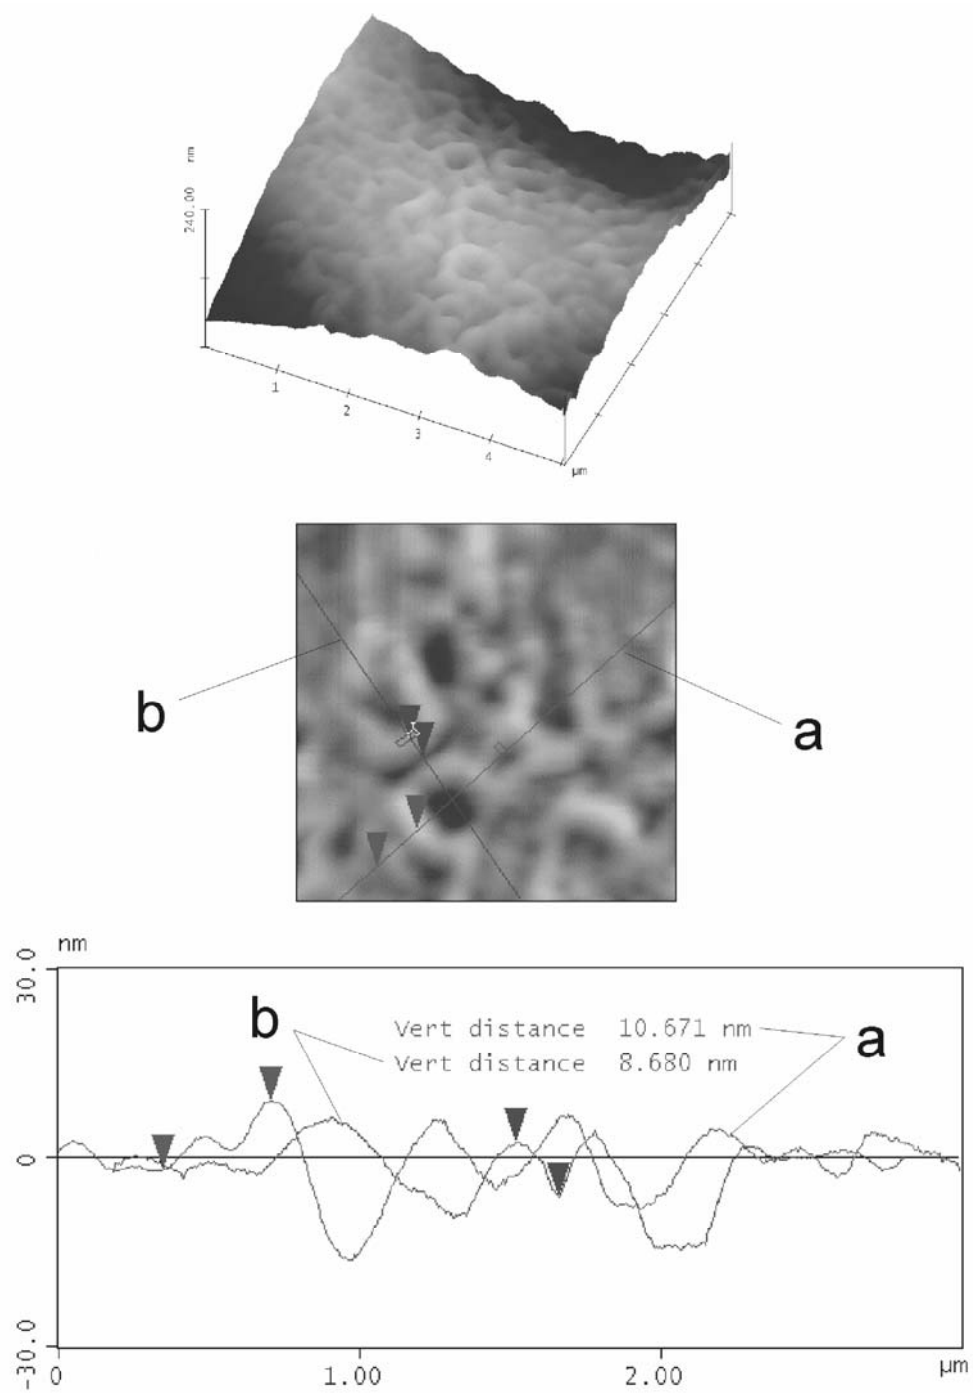 240.00 nm
1
2
3
4
µm
b
a
nm
30.0
b
Vert distance 10.671 nm
a
Vert distance 8.680 nm
0
-30.0
0
1.00
2.00
µm